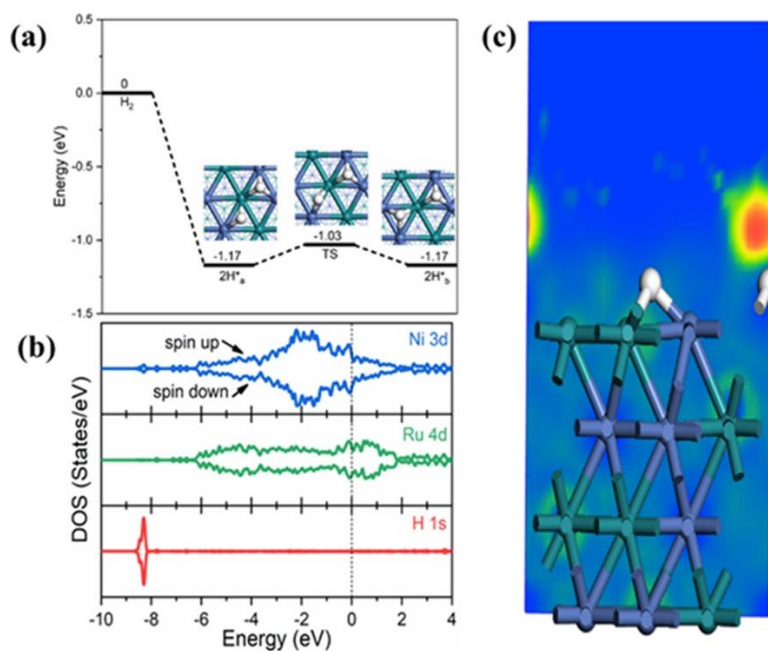 (a)
0.5
0.0
-0.5
-1.0
-1.5
Energy (eV)
0
H₂
-1.17
2H*ₐ
-1.03
TS
-1.17
2H*b
(b)
spin up
spin down
Ni 3d
Ru 4d
H 1s
DOS (States/eV)
-10 -8 -6 -4 -2 0 2 4
Energy (eV)
(c)